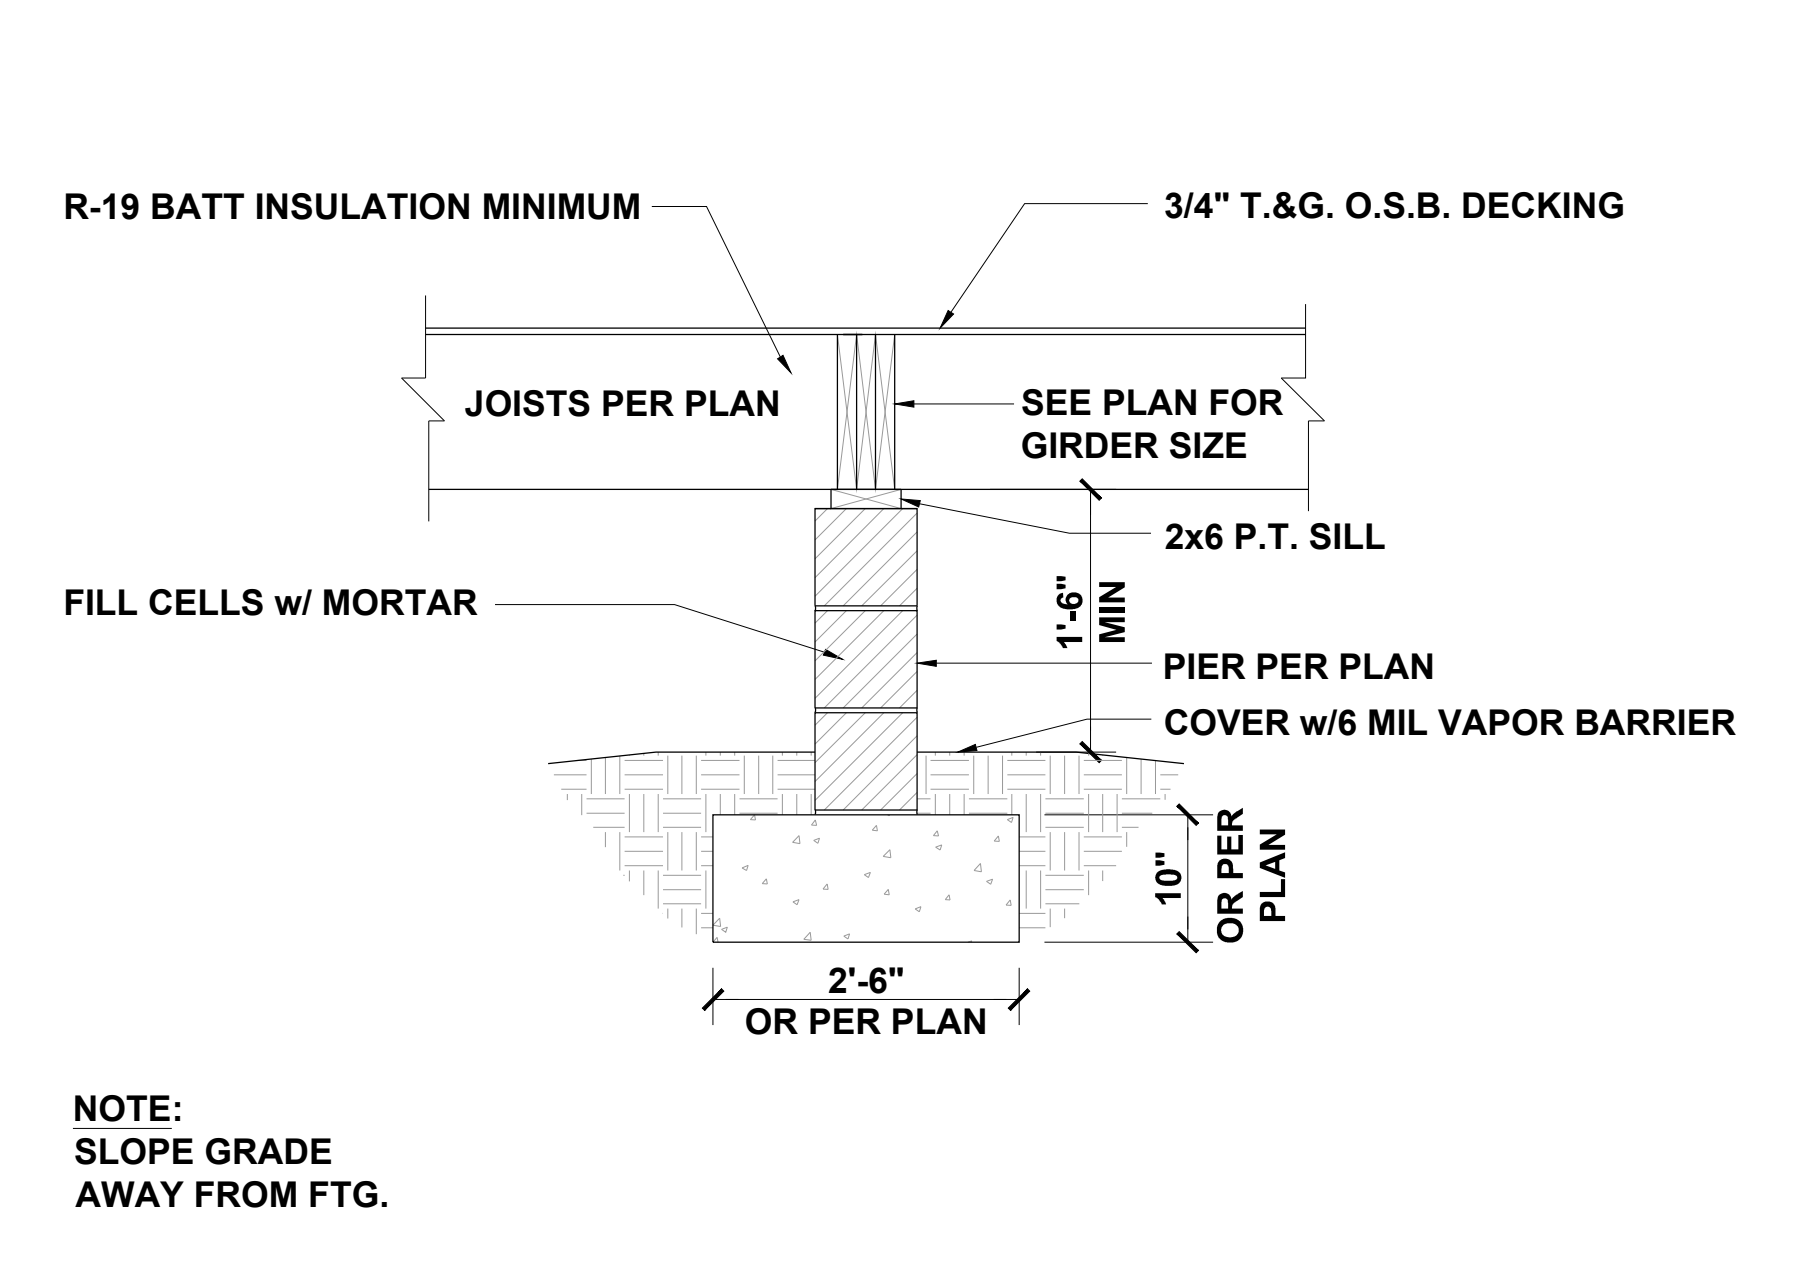 R-19 BATT INSULATION MINIMUM
3/4" T.&G. O.S.B. DECKING
JOISTS PER PLAN
SEE PLAN FOR
GIRDER SIZE
2x6 P.T. SILL
FILL CELLS w/ MORTAR
1'-6"
MIN
PIER PER PLAN
COVER w/6 MIL VAPOR BARRIER
10"
OR PER
PLAN
2'-6"
OR PER PLAN
NOTE:
SLOPE GRADE
AWAY FROM FTG.